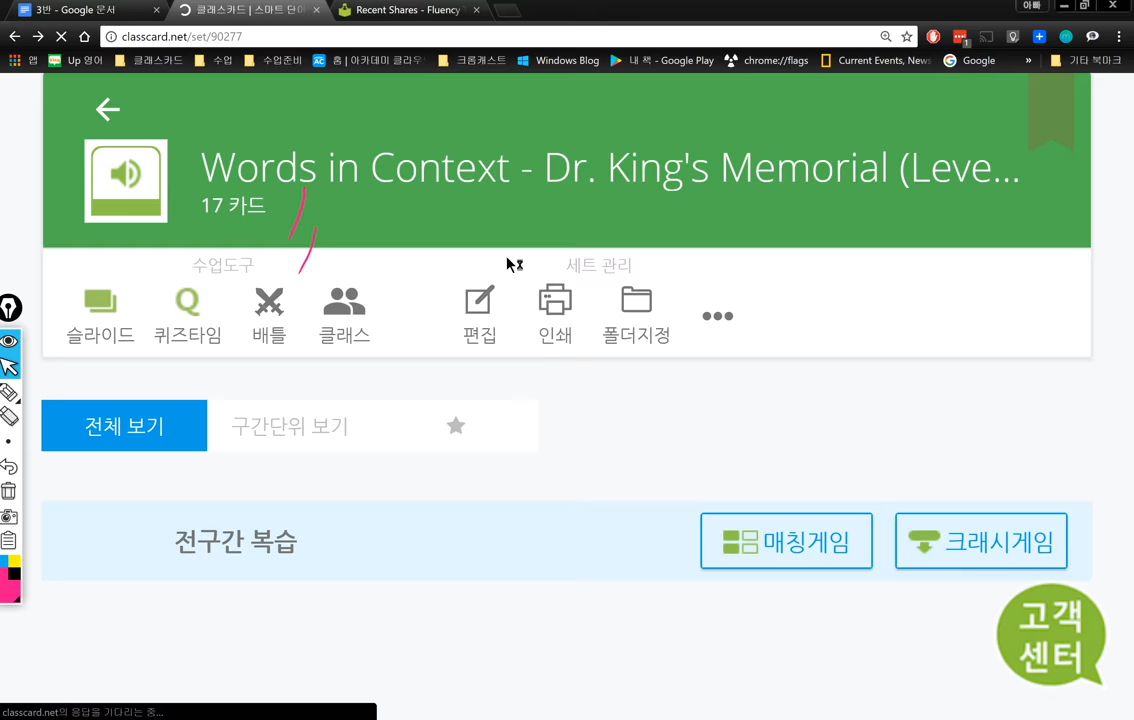 3반 - Google 문서
클래스카드 | 스마트 단어
Recent Shares - Fluency
아빠
classcard.net/set/90277
앱
Up 영어
클래스카드
수업
수업준비
홈 | 아카데미 클라우
크롬캐스트
Windows Blog
내 책 - Google Play
chrome://flags
Current Events, News
Google
»
기타 북마크
Words in Context - Dr. King's Memorial (Leve...
17 카드
수업도구
세트 관리
슬라이드
퀴즈타임
배틀
클래스
편집
인쇄
폴더지정
전체 보기
구간단위 보기
전구간 복습
매칭게임
크래시게임
고객
센터
classcard.net의 응답을 기다리는 중...